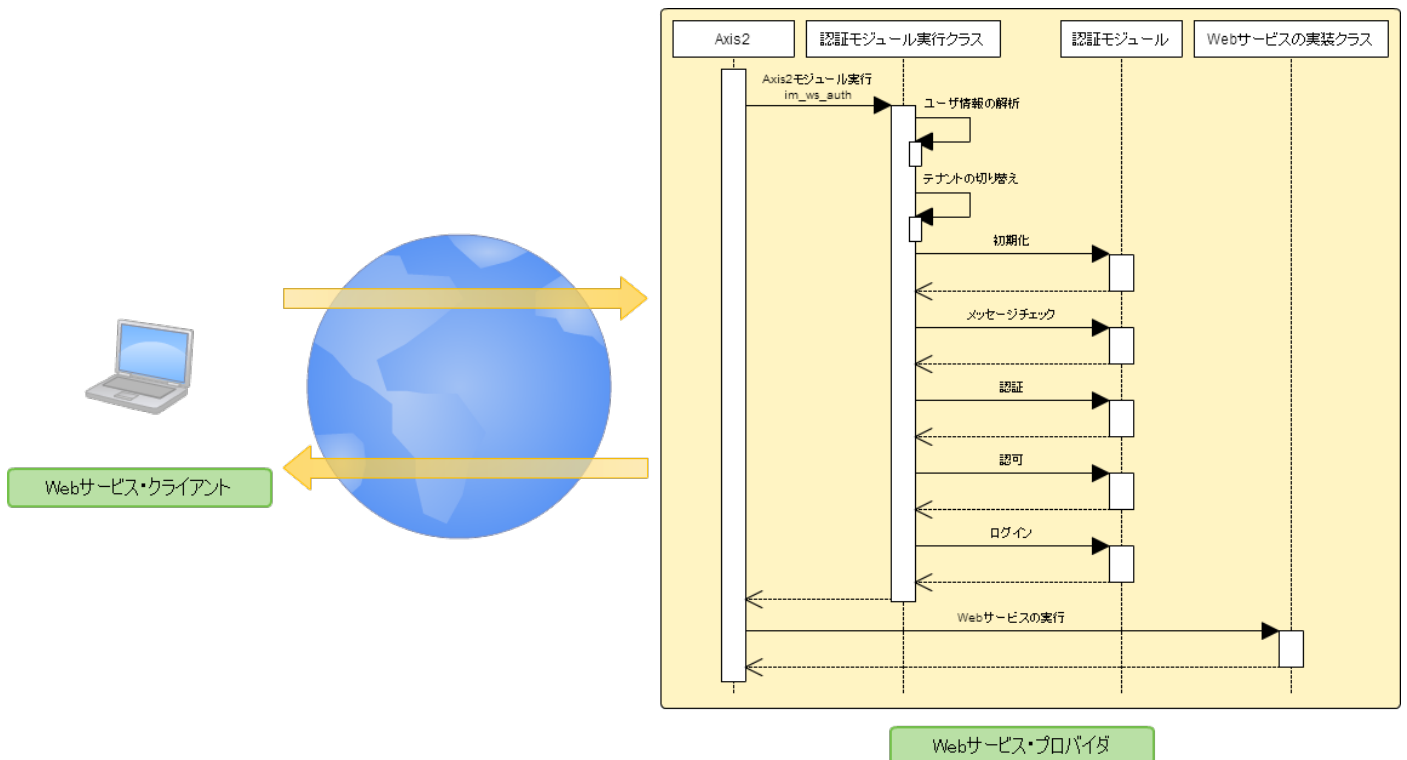 Axis2
認証モジュール実行クラス
認証モジュール
Webサービスの実装クラス
Axis2モジュール実行
im_ws_auth
ユーザ情報の解析
テナントの切り替え
初期化
メッセージチェック
認証
認可
ログイン
Webサービスの実行
Webサービス・クライアント
Webサービス・プロバイダ